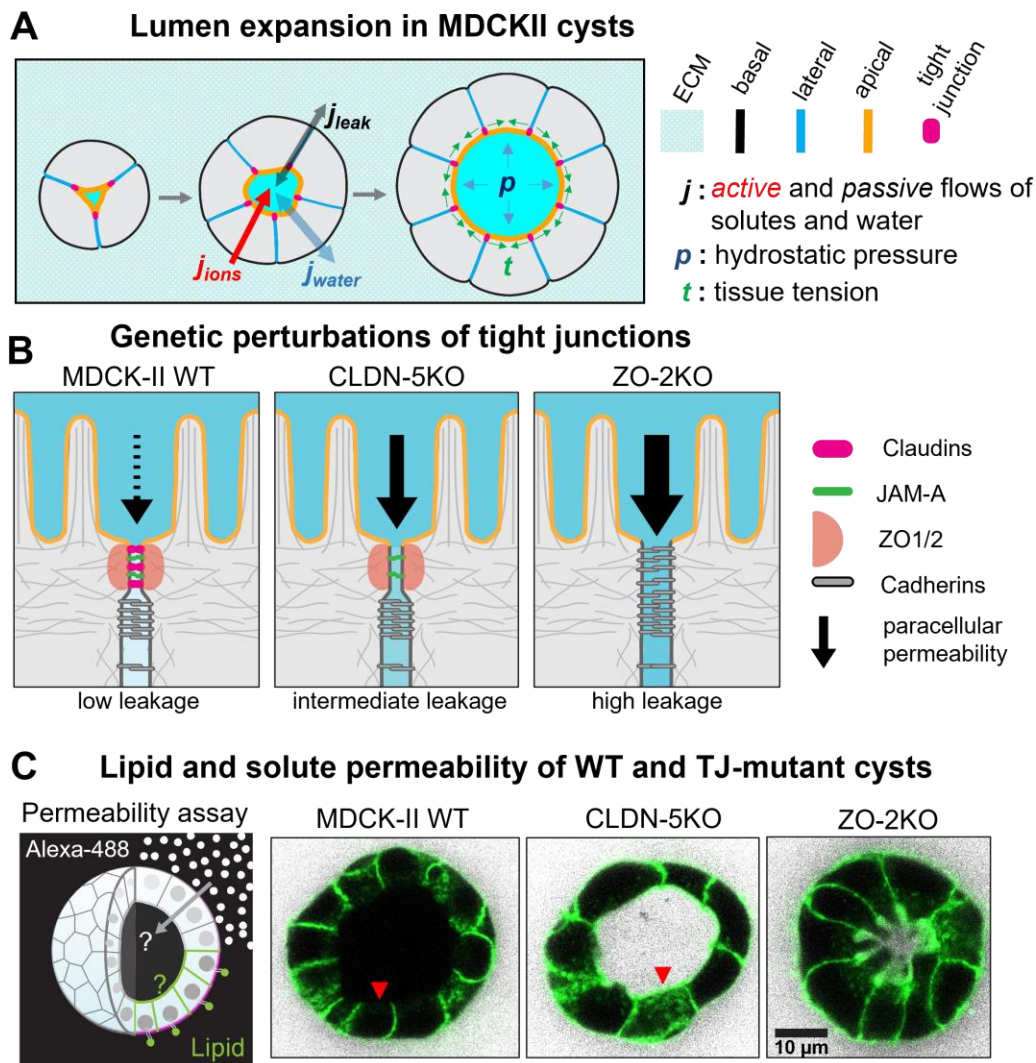 A
Lumen expansion in MDCKII cysts
j leak
j ions
j water
p
t
ECM
basal
lateral
apical
tight
junction
j : active and passive flows of
solutes and water
p : hydrostatic pressure
t : tissue tension
B
Genetic perturbations of tight junctions
MDCK-II WT
CLDN-5KO
ZO-2KO
low leakage
intermediate leakage
high leakage
Claudins
JAM-A
ZO1/2
Cadherins
paracellular
permeability
C
Lipid and solute permeability of WT and TJ-mutant cysts
Permeability assay
Alexa-488
?
?
Lipid
MDCK-II WT
CLDN-5KO
ZO-2KO
10 µm